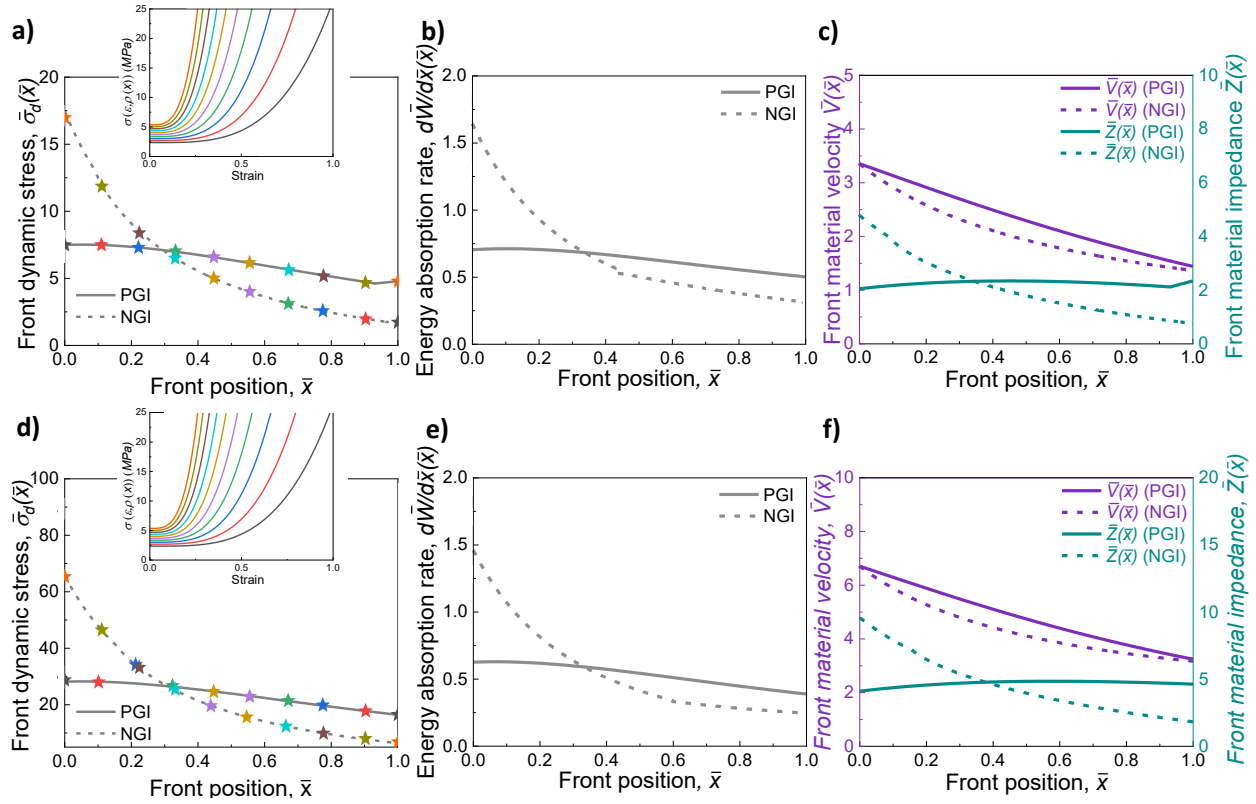 a)
Front dynamic stress, σ̄d(x̄)
20
15
10
5
0
0.0 0.2 0.4 0.6 0.8 1.0
Front position, x̄
PGI
NGI
σ (ε,ρ (x̄)) (MPa)
25
20
15
10
5
0
0.0 0.5 1.0
Strain
b)
Energy absorption rate, dW̄/dx̄(x̄)
2.0
1.5
1.0
0.5
0.0
0.0 0.2 0.4 0.6 0.8 1.0
Front position, x̄
PGI
NGI
c)
Front material velocity V̄(x̄)
5
4
3
2
1
0
V̄(x̄) (PGI)
V̄(x̄) (NGI)
Z̄(x̄) (PGI)
Z̄(x̄) (NGI)
10
8
6
4
2
0
Front material impedance Z̄(x̄)
0.0 0.2 0.4 0.6 0.8 1.0
Front position, x̄
d)
Front dynamic stress, σ̄d(x̄)
100
80
60
40
20
0.0 0.2 0.4 0.6 0.8 1.0
Front position, x̄
PGI
NGI
σ (ε,ρ (x̄)) (MPa)
25
20
15
10
5
0
0.0 0.5 1.0
Strain
e)
Energy absorption rate, dW̄/dx̄(x̄)
2.0
1.5
1.0
0.5
0.0
0.0 0.2 0.4 0.6 0.8 1.0
Front position, x̄
PGI
NGI
f)
Front material velocity, V̄(x̄)
10
8
6
4
2
0
V̄(x̄) (PGI)
V̄(x̄) (NGI)
Z̄(x̄) (PGI)
Z̄(x̄) (NGI)
20
15
10
5
0
Front material impedance, Z̄(x̄)
0.0 0.2 0.4 0.6 0.8 1.0
Front position, x̄